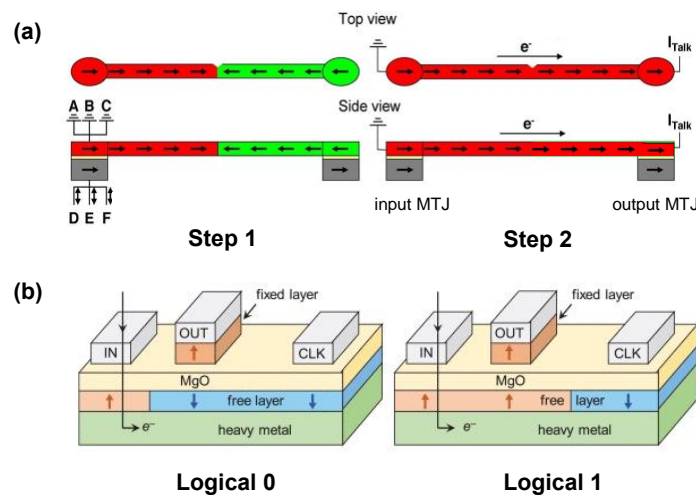 (a)
Top view
e-
I_Talk
A B C
Side view
e-
I_Talk
D E F
input MTJ
output MTJ
Step 1
Step 2
(b)
fixed layer
fixed layer
IN
OUT
CLK
IN
OUT
CLK
MgO
MgO
free layer
free layer
e-
heavy metal
e-
heavy metal
Logical 0
Logical 1